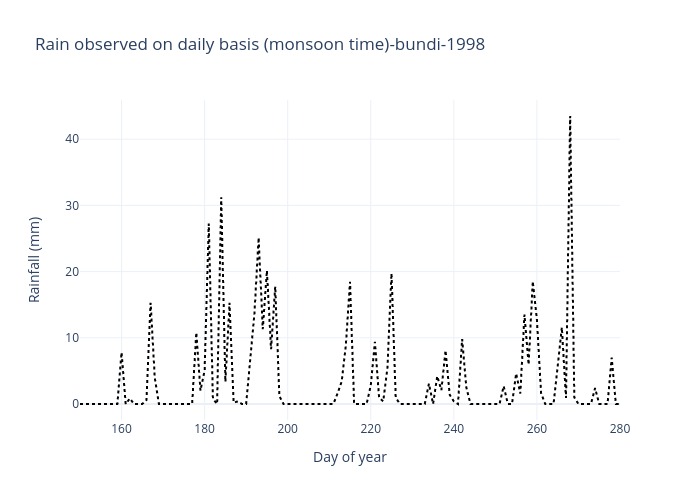 Rain observed on daily basis (monsoon time)-bundi-1998
Rainfall (mm)
40
30
20
10
0
160 180 200 220 240 260 280
Day of year